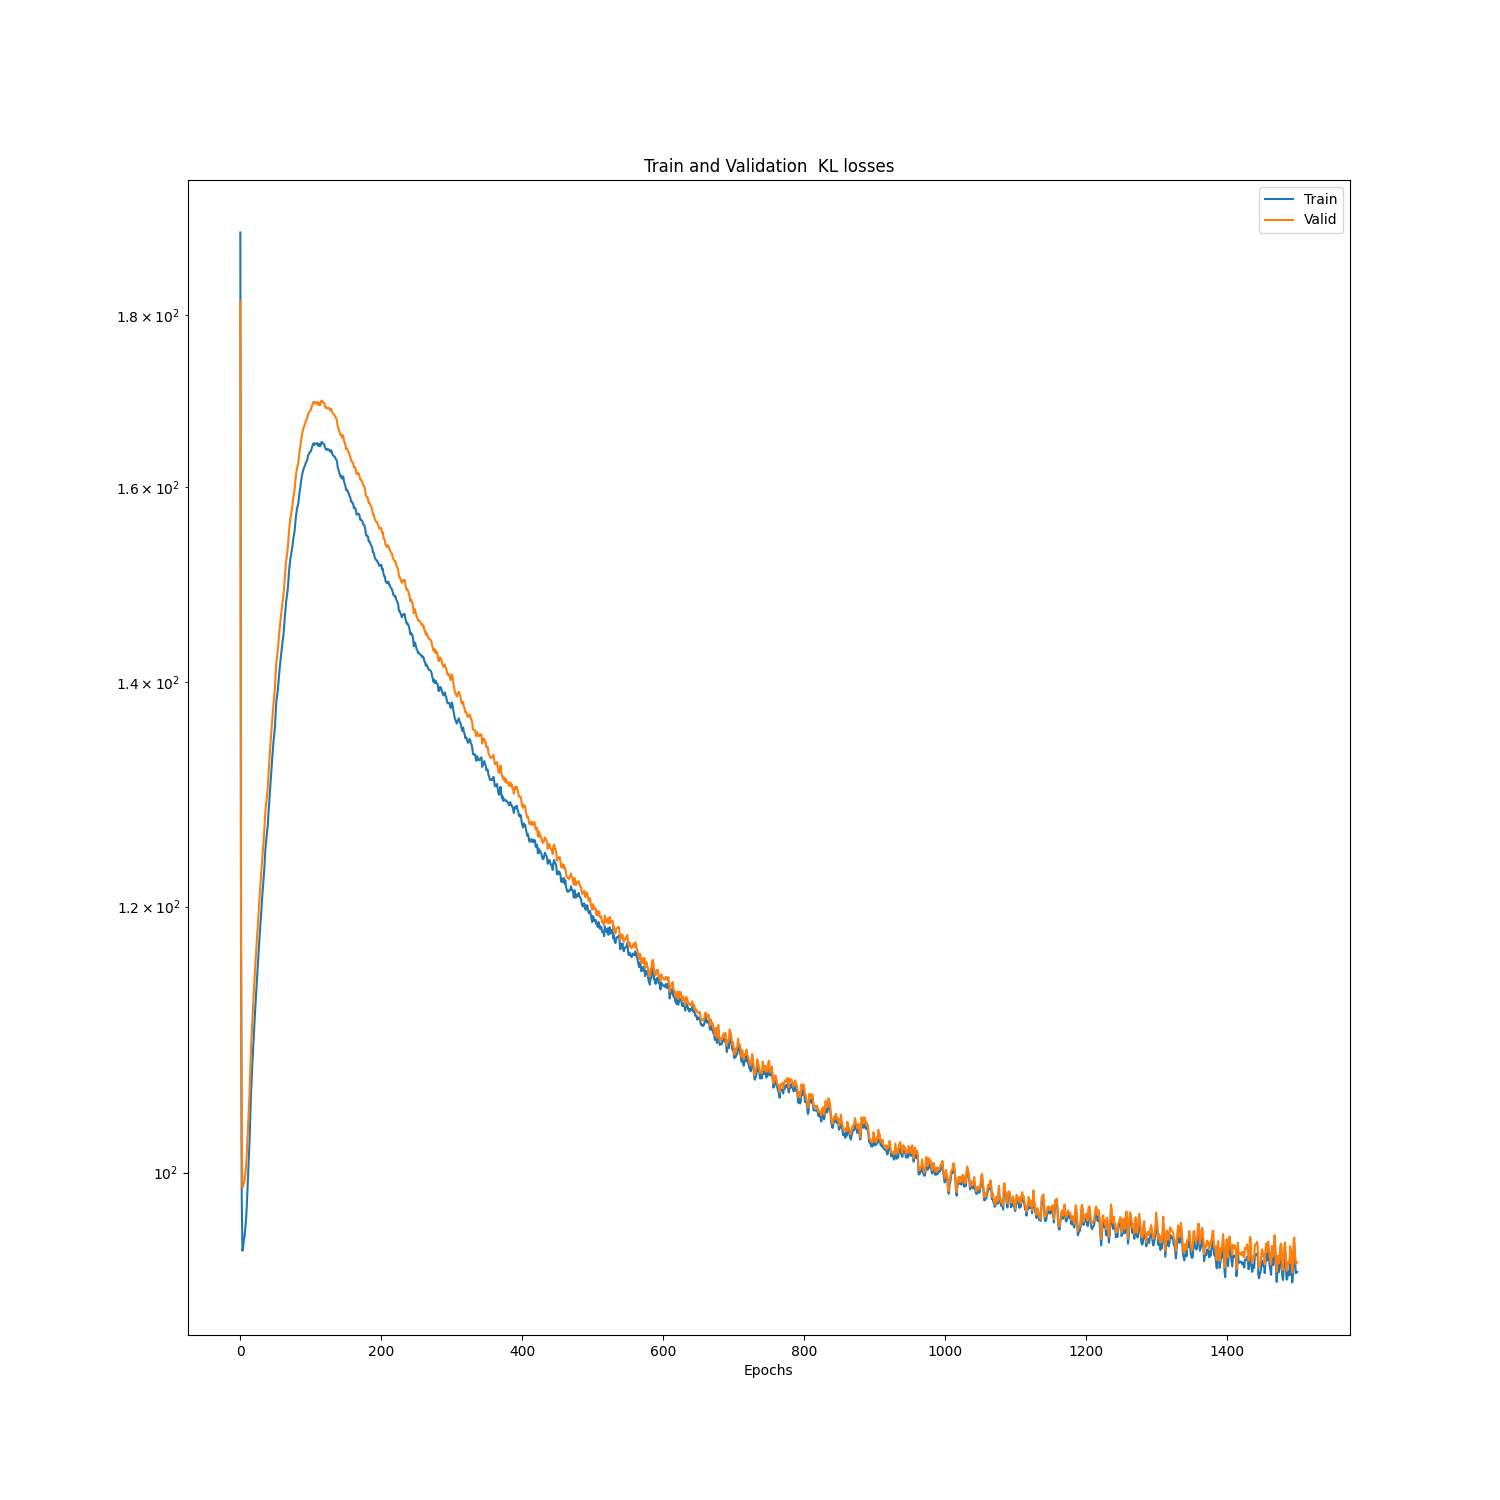 Train and Validation  KL losses
Train
Valid
1.8 × 10²
1.6 × 10²
1.4 × 10²
1.2 × 10²
10²
0 200 400 600 800 1000 1200 1400
Epochs